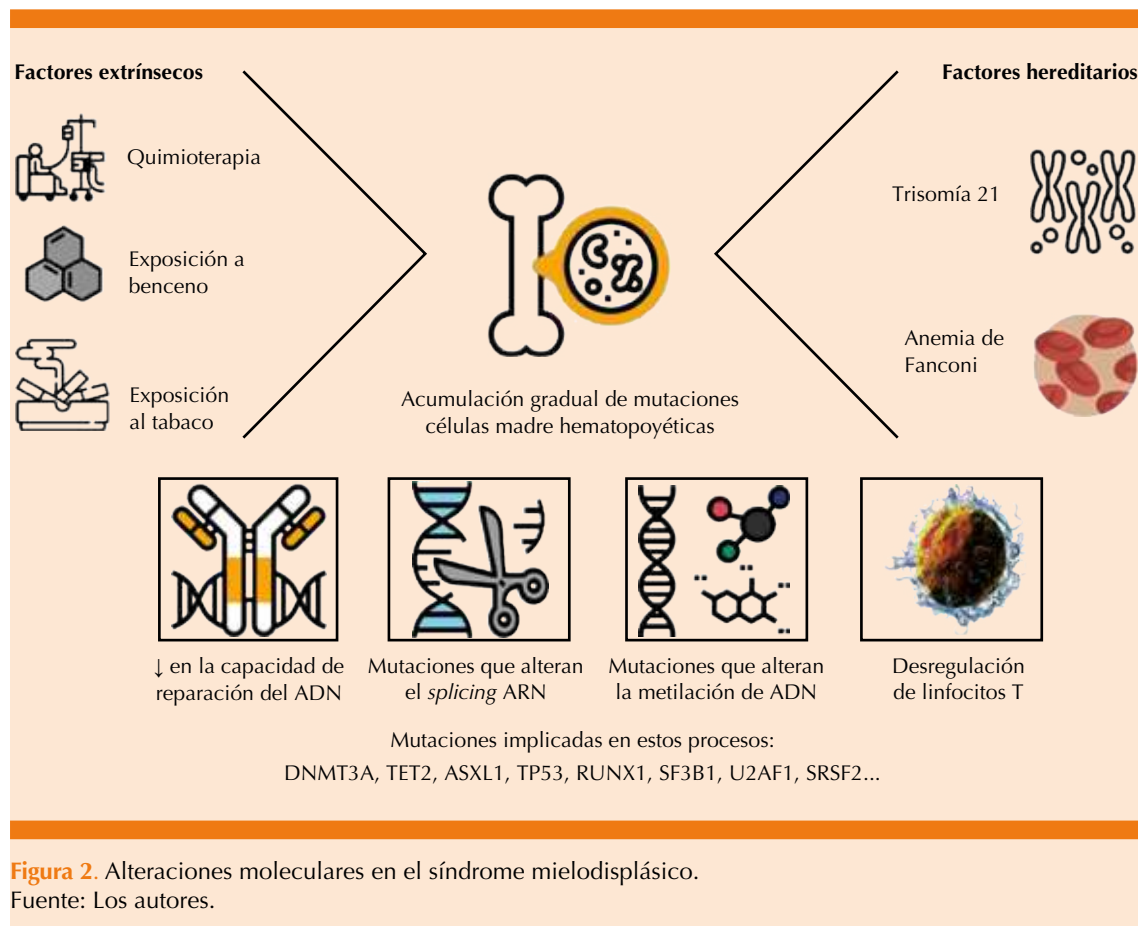 Factores extrínsecos
Quimioterapia
Exposición a
benceno
Exposición
al tabaco
Factores hereditarios
Trisomía 21
Anemia de
Fanconi
Acumulación gradual de mutaciones
células madre hematopoyéticas
↓ en la capacidad de
reparación del ADN
Mutaciones que alteran
el splicing ARN
Mutaciones que alteran
la metilación de ADN
Desregulación
de linfocitos T
Mutaciones implicadas en estos procesos:
DNMT3A, TET2, ASXL1, TP53, RUNX1, SF3B1, U2AF1, SRSF2...
Figura 2. Alteraciones moleculares en el síndrome mielodisplásico.
Fuente: Los autores.